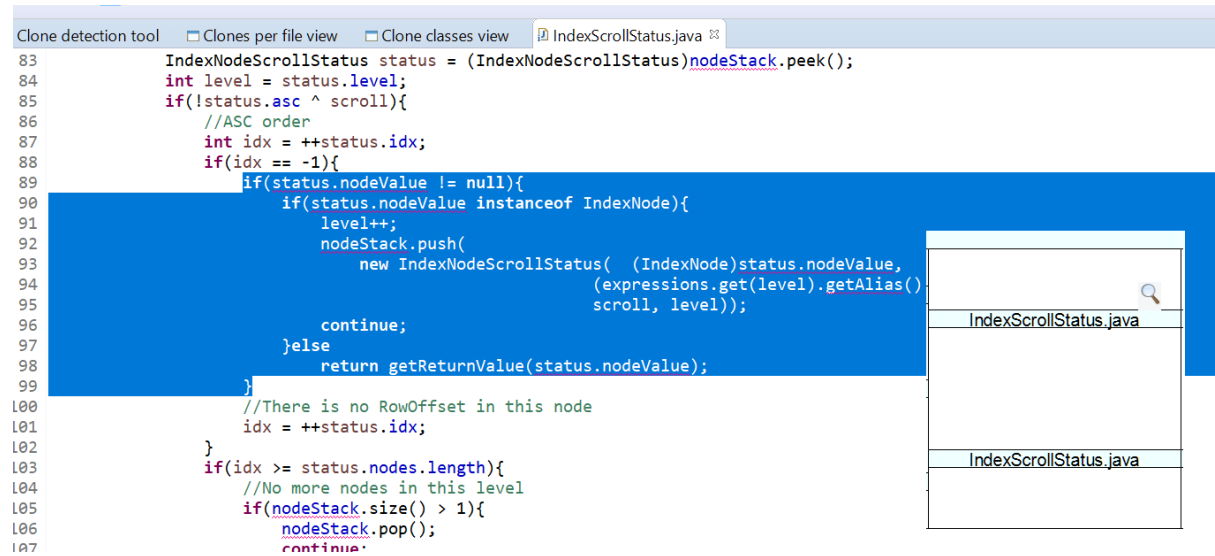 Clone detection tool Clones per file view Clone classes view IndexScrollStatus.java
83 IndexNodeScrollStatus status = (IndexNodeScrollStatus)nodeStack.peek();
84 int level = status.level;
85 if(!status.asc ^ scroll){
86 //ASC order
87 int idx = ++status.idx;
88 if(idx == -1){
89 if(status.nodeValue != null){
90 if(status.nodeValue instanceof IndexNode){
91 level++;
92 nodeStack.push(
93 new IndexNodeScrollStatus( (IndexNode)status.nodeValue,
94 (expressions.get(level).getAlias()
95 scroll, level));
96 continue;
97 }else
98 return getReturnValue(status.nodeValue);
99 }
100 //There is no RowOffset in this node
101 idx = ++status.idx;
102 }
103 if(idx >= status.nodes.length){
104 //No more nodes in this level
105 if(nodeStack.size() > 1){
106 nodeStack.pop();
107 continue;
IndexScrollStatus.java
IndexScrollStatus.java